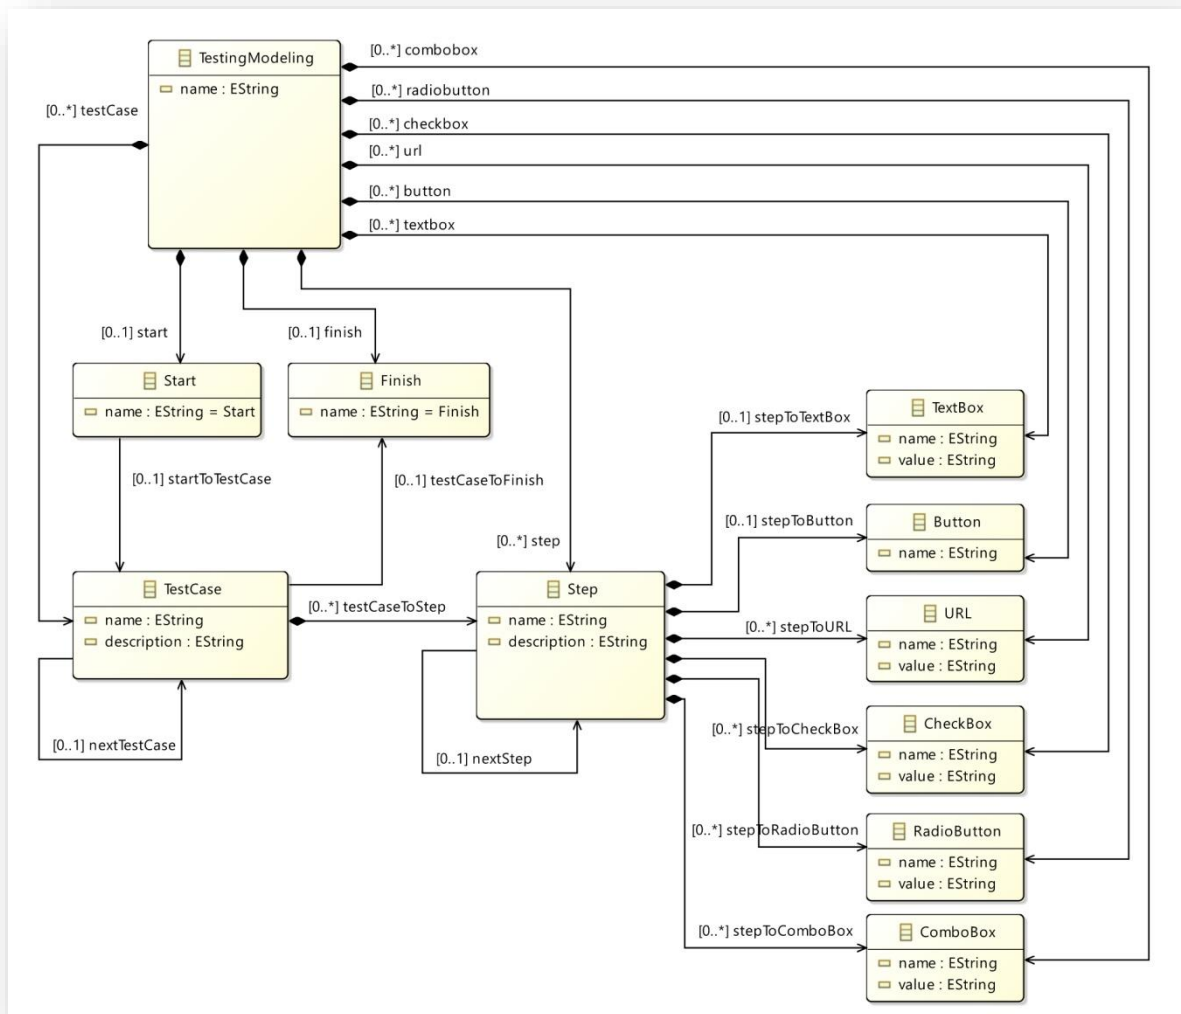 [0..*] combobox
TestingModeling
name : EString
[0..*] radiobutton
[0..*] testCase
[0..*] checkbox
[0..*] url
[0..*] button
[0..*] textbox
[0..1] start
[0..1] finish
Start
name : EString = Start
Finish
name : EString = Finish
[0..1] startToTestCase
[0..1] testCaseToFinish
[0..*] step
[0..1] stepToTextBox
TextBox
name : EString
value : EString
[0..1] stepToButton
Button
name : EString
TestCase
name : EString
description : EString
[0..*] testCaseToStep
Step
name : EString
description : EString
[0..*] stepToURL
URL
name : EString
value : EString
[0..1] nextTestCase
[0..1] nextStep
[0..*] stepToCheckBox
CheckBox
name : EString
value : EString
[0..*] stepToRadioButton
RadioButton
name : EString
value : EString
[0..*] stepToComboBox
ComboBox
name : EString
value : EString